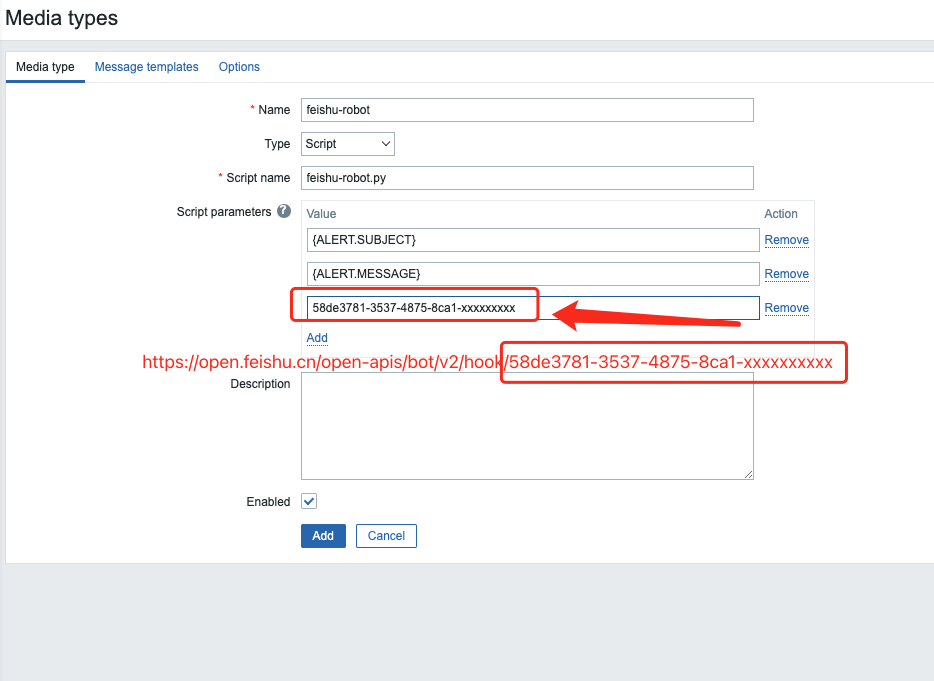 Media types
Media type Message templates Options
* Name feishu-robot
Type Script
* Script name feishu-robot.py
Script parameters ? Value Action
{ALERT.SUBJECT} Remove
{ALERT.MESSAGE} Remove
58de3781-3537-4875-8ca1-xxxxxxxxx Remove
Add
https://open.feishu.cn/open-apis/bot/v2/hook/58de3781-3537-4875-8ca1-xxxxxxxxxx
Description
Enabled
Add Cancel